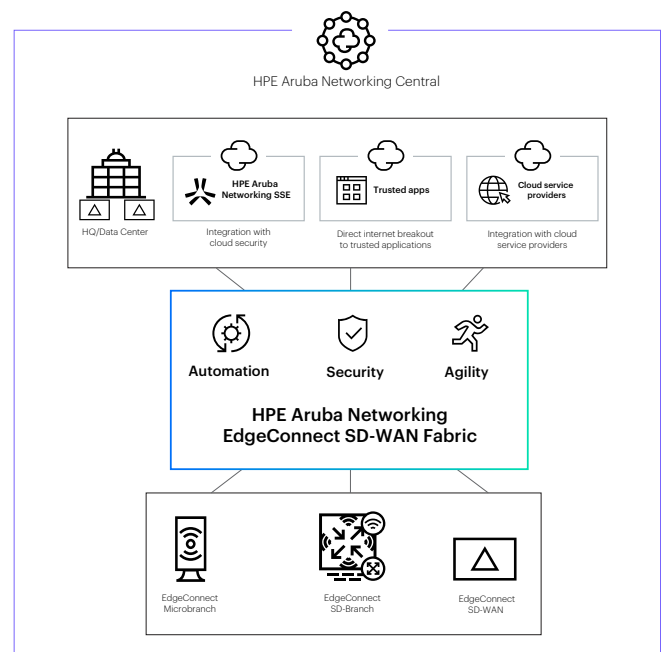 HPE Aruba Networking Central
HPE Aruba
Networking SSE
Trusted apps
Cloud service
providers
HQ/Data Center
Integration with
cloud security
Direct internet breakout
to trusted applications
Integration with cloud
service providers
Automation
Security
Agility
HPE Aruba Networking
EdgeConnect SD-WAN Fabric
EdgeConnect
Microbranch
EdgeConnect
SD-Branch
EdgeConnect
SD-WAN